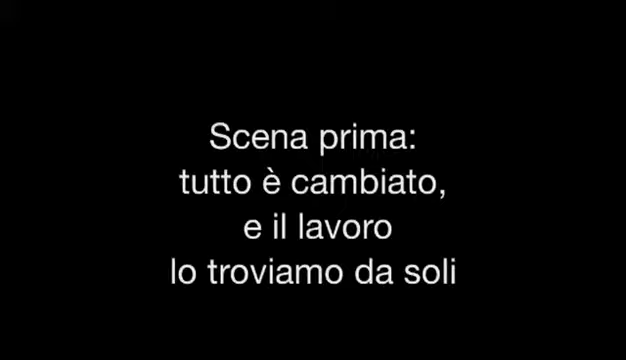 Scena prima:
tutto è cambiato,
e il lavoro
lo troviamo da soli